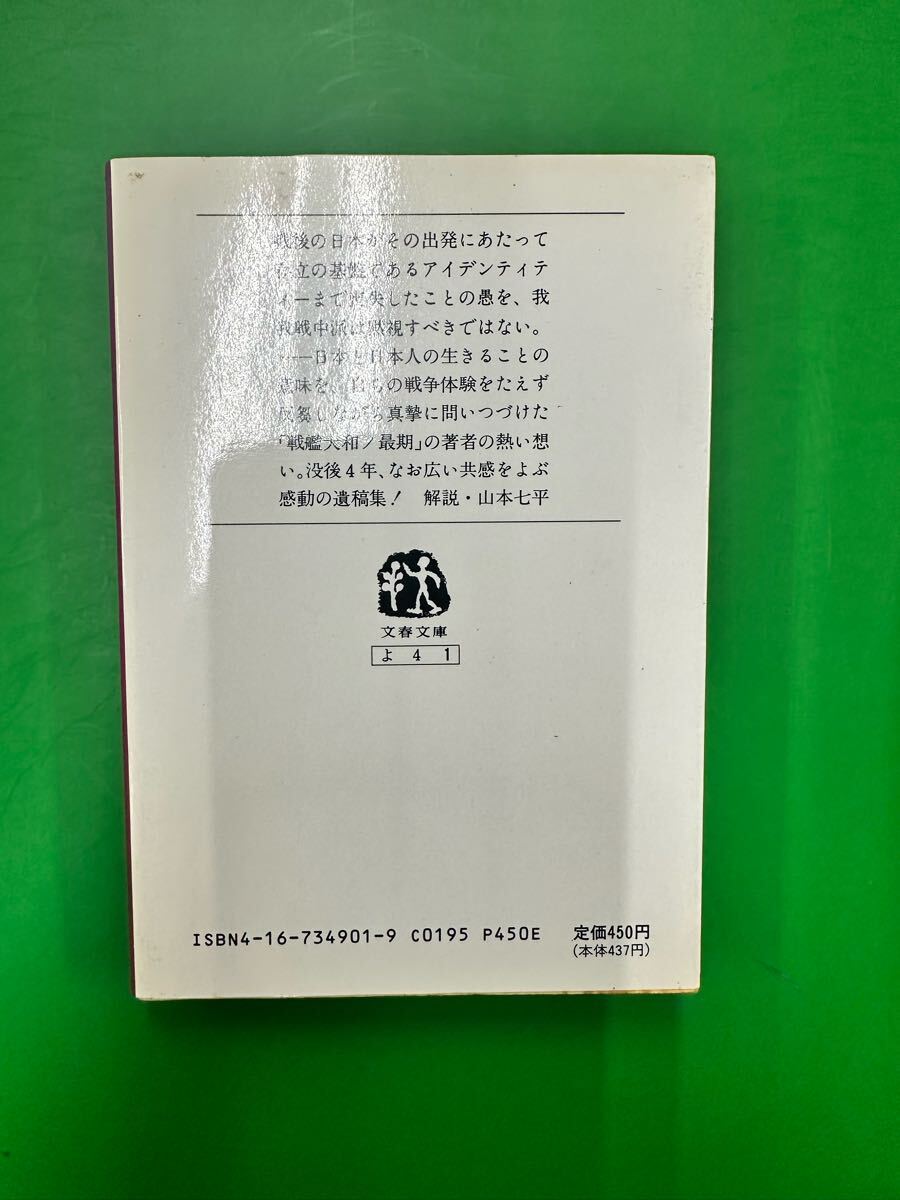 戦後の日本がその出発にあたって
存立の基盤であるアイデンティテ
ィーまで喪失したことの愚を、我
我戦中派は黙視すべきではない。
――日本と日本人の生きることの
意味を、自らの戦争体験をたえず
反芻しながら真摯に問いつづけた
「戦艦大和ノ最期」の著者の熱い想
い。没後4年、なお広い共感をよぶ
感動の遺稿集! 解説・山本七平
文春文庫
よ 4 1
ISBN4-16-734901-9 C0195 P450E 定価450円
(本体437円)